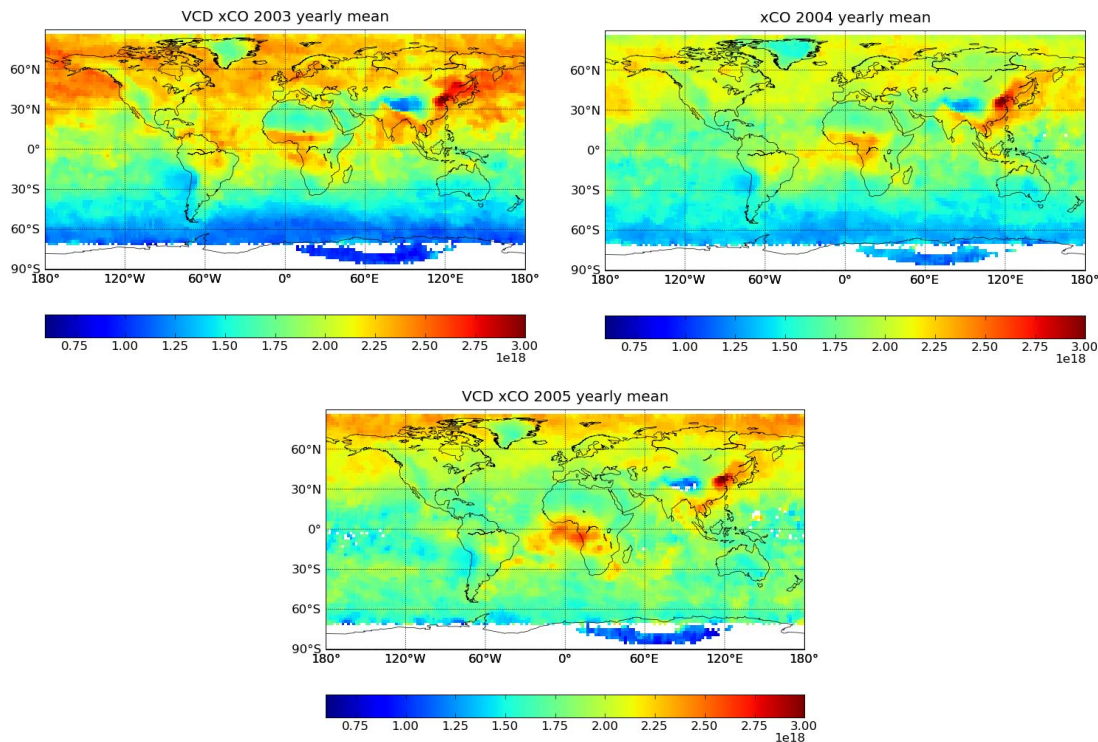 VCD xCO 2003 yearly mean
60°N
30°N
0°
30°S
60°S
90°S
180° 120°W 60°W 0° 60°E 120°E 180°
0.75 1.00 1.25 1.50 1.75 2.00 2.25 2.50 2.75 3.00
1e18
xCO 2004 yearly mean
60°N
30°N
0°
30°S
60°S
90°S
180° 120°W 60°W 0° 60°E 120°E 180°
0.75 1.00 1.25 1.50 1.75 2.00 2.25 2.50 2.75 3.00
1e18
VCD xCO 2005 yearly mean
60°N
30°N
0°
30°S
60°S
90°S
180° 120°W 60°W 0° 60°E 120°E 180°
0.75 1.00 1.25 1.50 1.75 2.00 2.25 2.50 2.75 3.00
1e18